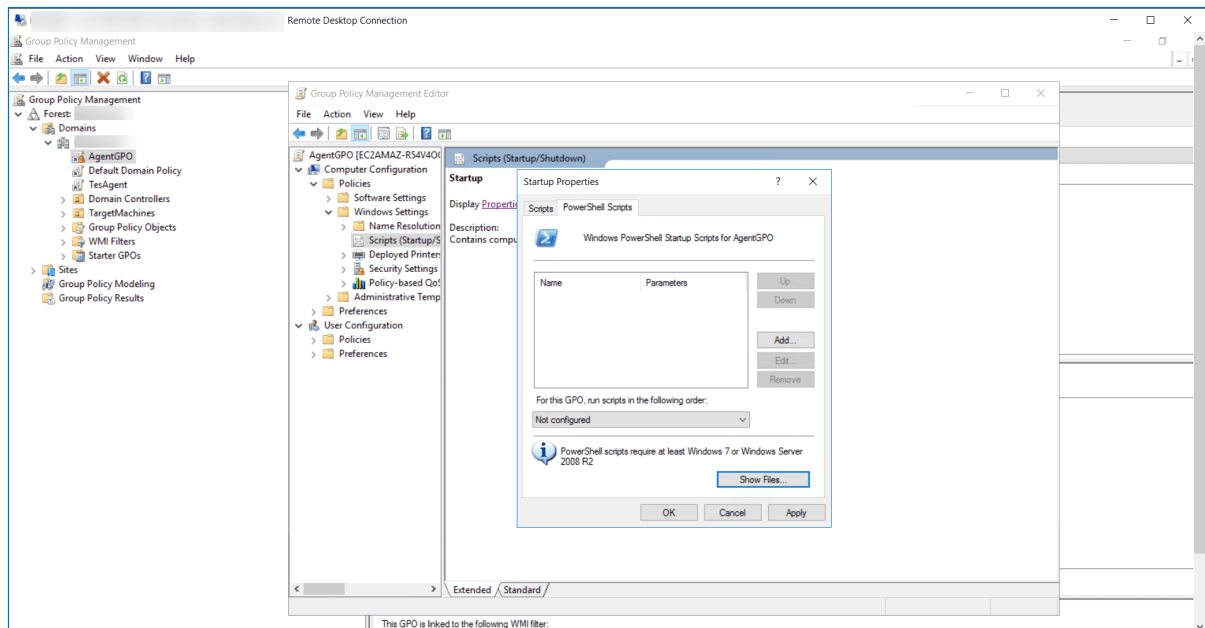 Remote Desktop Connection
Group Policy Management
File Action View Window Help
Group Policy Management
Forest:
Domains
AgentGPO
Default Domain Policy
TesAgent
Domain Controllers
TargetMachines
Group Policy Objects
WMI Filters
Starter GPOs
Sites
Group Policy Modeling
Group Policy Results
Group Policy Management Editor
File Action View Help
AgentGPO [EC2AMAZ-R54V4O
Computer Configuration
Policies
Software Settings
Windows Settings
Name Resolution
Scripts (Startup/S
Deployed Printer
Security Settings
Policy-based Qo
Administrative Temp
Preferences
User Configuration
Policies
Preferences
Scripts (Startup/Shutdown)
Startup
Display Properti
Description:
Contains compu
Startup Properties
Scripts PowerShell Scripts
Windows PowerShell Startup Scripts for AgentGPO
Name Parameters
Up
Down
Add...
Edit...
Remove
For this GPO, run scripts in the following order:
Not configured
PowerShell scripts require at least Windows 7 or Windows Server
2008 R2
Show Files...
OK Cancel Apply
Extended Standard
This GPO is linked to the following WMI filter: